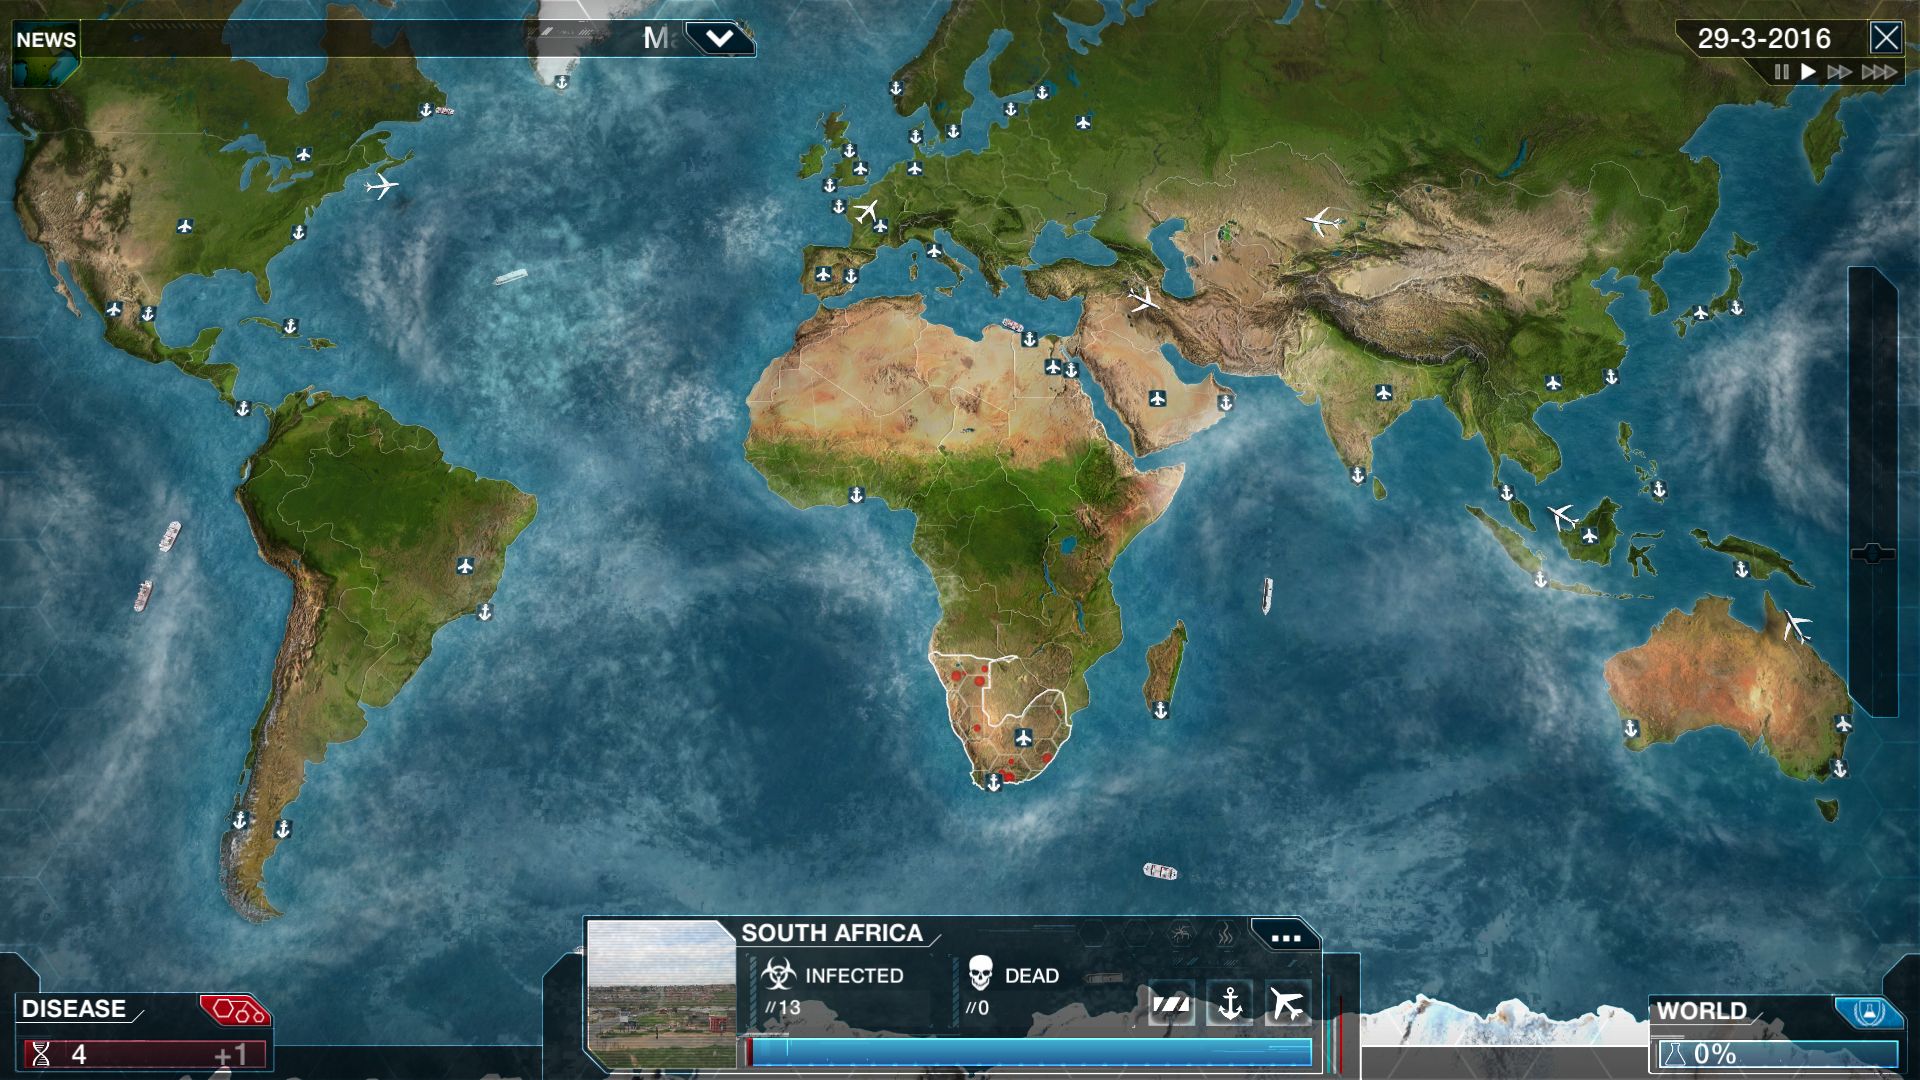 NEWS
M
29-3-2016
SOUTH AFRICA
...
INFECTED
//13
DEAD
//0
DISEASE
4
+1
WORLD
0%